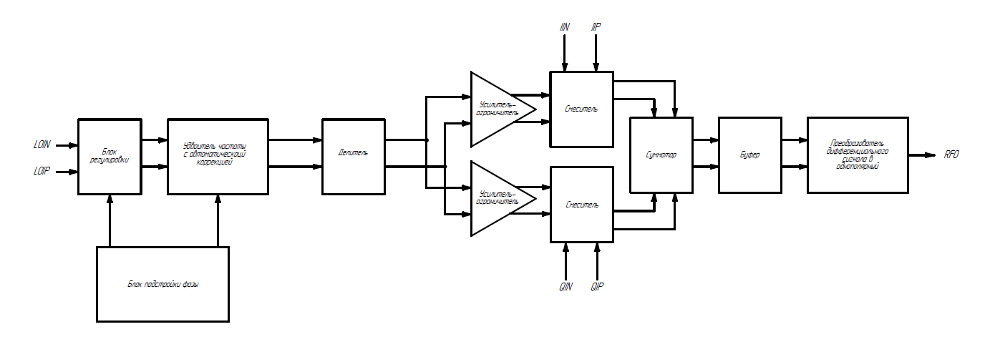 IIN
IIP
LOIN
LOIP
Блок
регулировки
Удвоитель частоты
с автоматическацй
коррекцией
Делитель
Усилитель-
ограничитель
Смеситель
Усилитель-
ограничитель
Смеситель
QIN
QIP
Сумматор
Буфер
Преобразователь
дифференциального
сигнала в
однополярный
RFO
Блок подстройки фазы